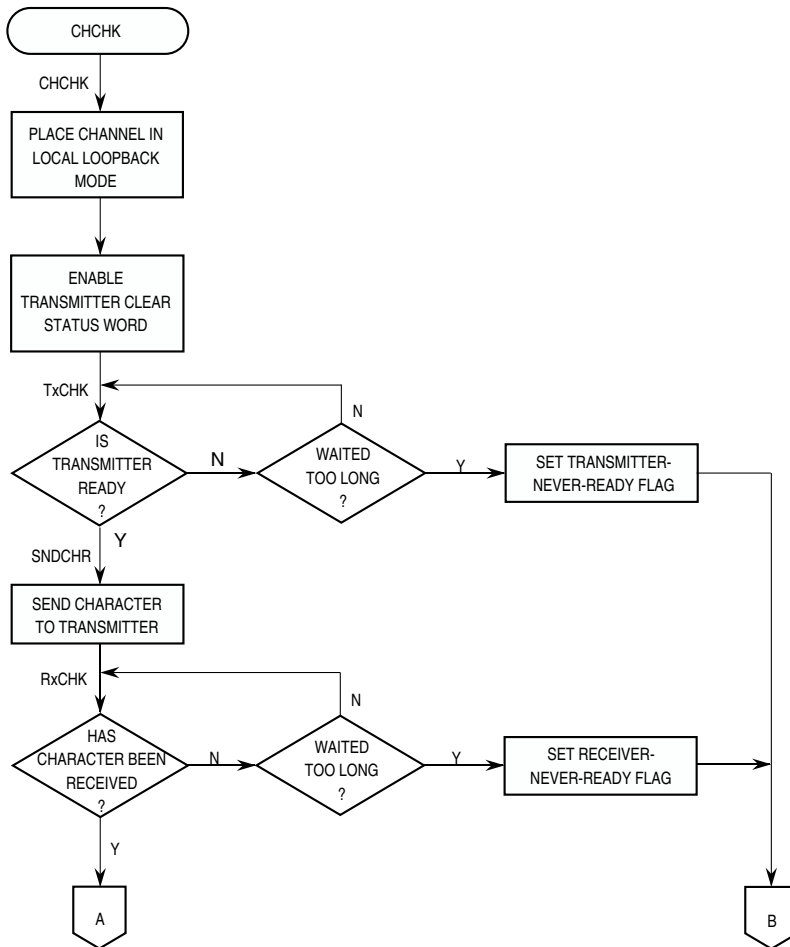 CHCHK
CHCHK
PLACE CHANNEL IN
LOCAL LOOPBACK
MODE
ENABLE
TRANSMITTER CLEAR
STATUS WORD
TxCHK
N
IS
TRANSMITTER
READY
?
N
WAITED
TOO LONG
?
Y
SET TRANSMITTER-
NEVER-READY FLAG
Y
SNDCHR
SEND CHARACTER
TO TRANSMITTER
RxCHK
N
HAS
CHARACTER BEEN
RECEIVED
?
N
WAITED
TOO LONG
?
Y
SET RECEIVER-
NEVER-READY FLAG
Y
A
B